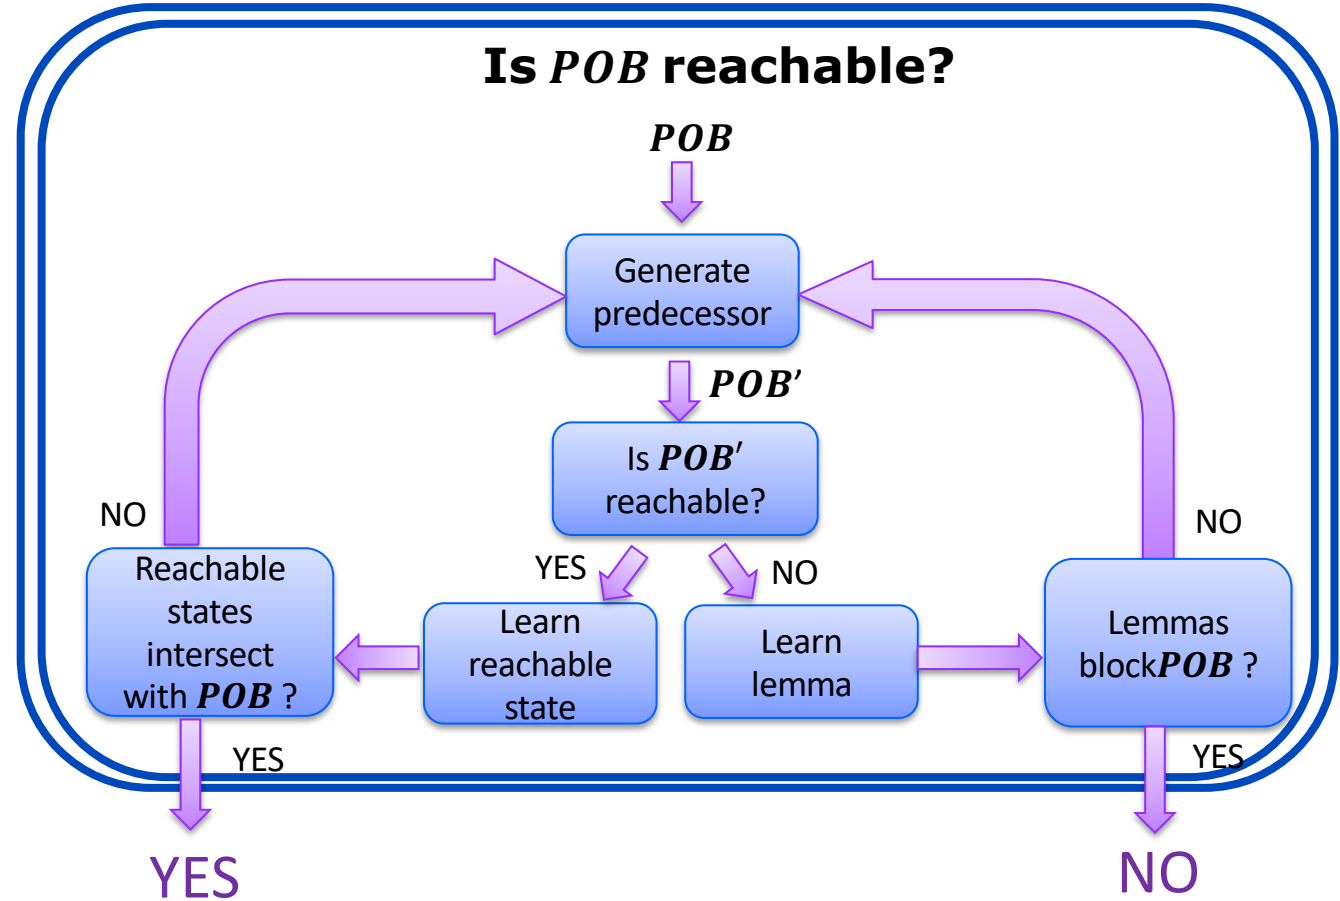 Is POB reachable?
POB
Generate
predecessor
POB’
Is POB′
reachable?
NO
NO
YES
NO
Reachable
states
intersect
with POB ?
Learn
reachable
state
Learn
lemma
Lemmas
blockPOB ?
YES
YES
YES
NO